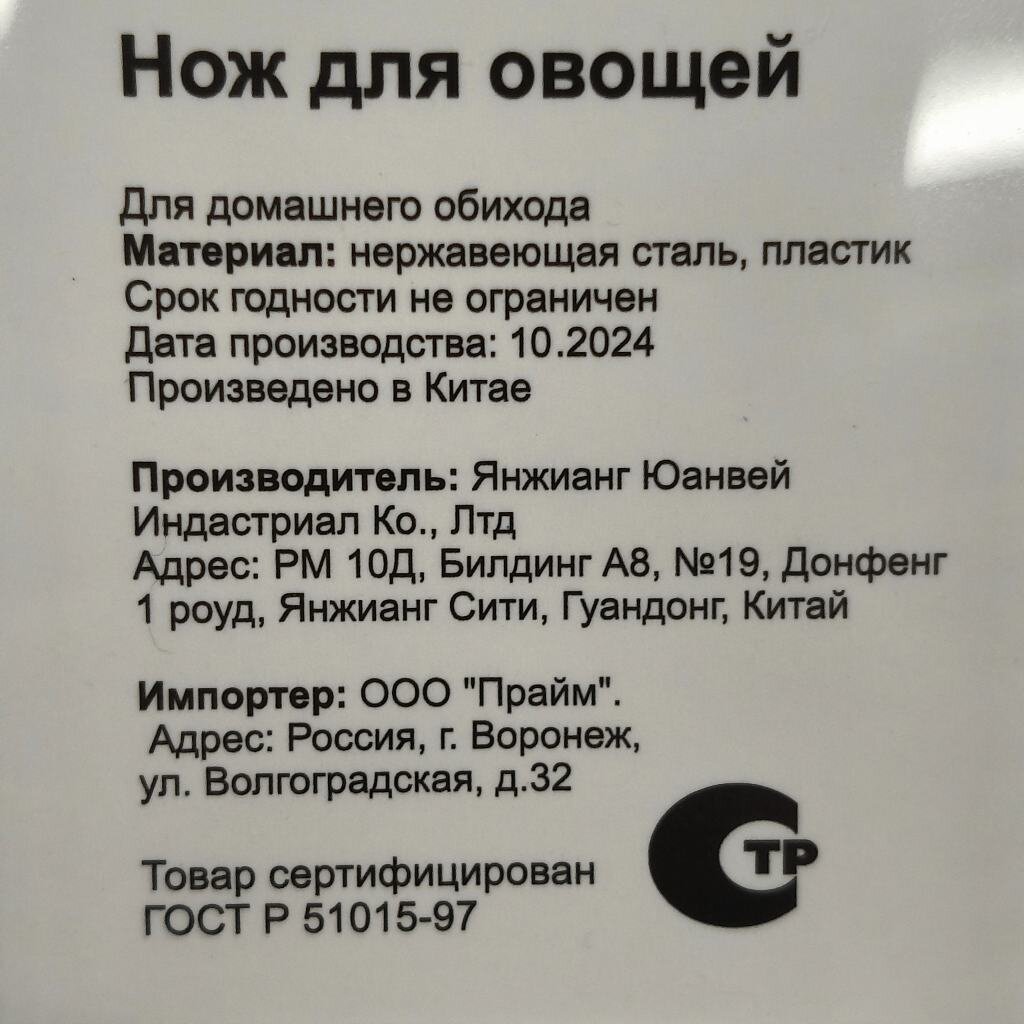 Нож для овощей
Для домашнего обихода
Материал: нержавеющая сталь, пластик
Срок годности не ограничен
Дата производства: 10.2024
Произведено в Китае
Производитель: Янжианг Юанвей
Индастриал Ко., Лтд
Адрес: РМ 10Д, Билдинг А8, №19, Донфенг
1 роуд, Янжианг Сити, Гуандонг, Китай
Импортер: ООО "Прайм".
Адрес: Россия, г. Воронеж,
ул. Волгоградская, д.32
Товар сертифицирован
ГОСТ Р 51015-97
СТР